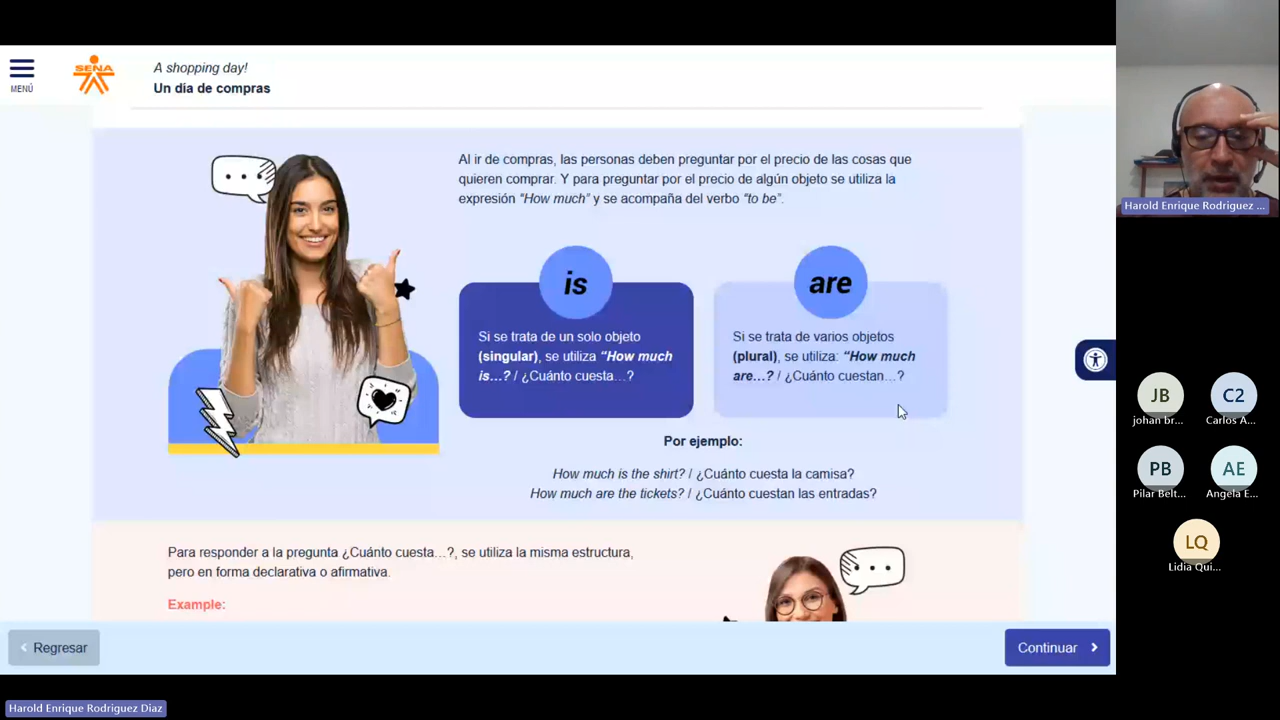 MENÚ
SENA
A shopping day!
Un día de compras
Al ir de compras, las personas deben preguntar por el precio de las cosas que
quieren comprar. Y para preguntar por el precio de algún objeto se utiliza la
expresión “How much” y se acompaña del verbo “to be”.
is
Si se trata de un solo objeto
(singular), se utiliza “How much
is...? / ¿Cuánto cuesta...?
are
Si se trata de varios objetos
(plural), se utiliza: “How much
are...? / ¿Cuánto cuestan...?
Por ejemplo:
How much is the shirt? / ¿Cuánto cuesta la camisa?
How much are the tickets? / ¿Cuánto cuestan las entradas?
Para responder a la pregunta ¿Cuánto cuesta...?, se utiliza la misma estructura,
pero en forma declarativa o afirmativa.
Example:
Regresar
Continuar
Harold Enrique Rodriguez Diaz
Harold Enrique Rodriguez ...
JB
johan br...
C2
Carlos A...
PB
Pilar Belt...
AE
Angela E...
LQ
Lidia Qui...